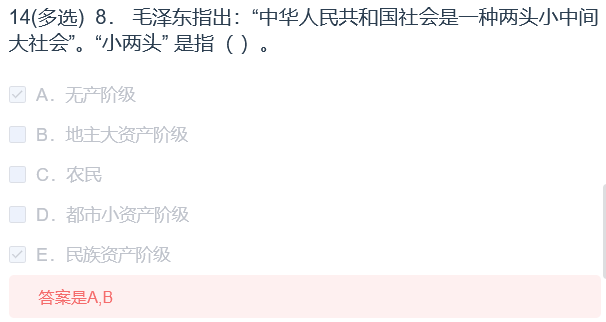 14(多选) 8. 毛泽东指出:“中华人民共和国社会是一种两头小中间
大社会”。“小两头” 是指 ( ) 。
A. 无产阶级
B. 地主大资产阶级
C. 农民
D. 都市小资产阶级
E. 民族资产阶级
答案是A,B